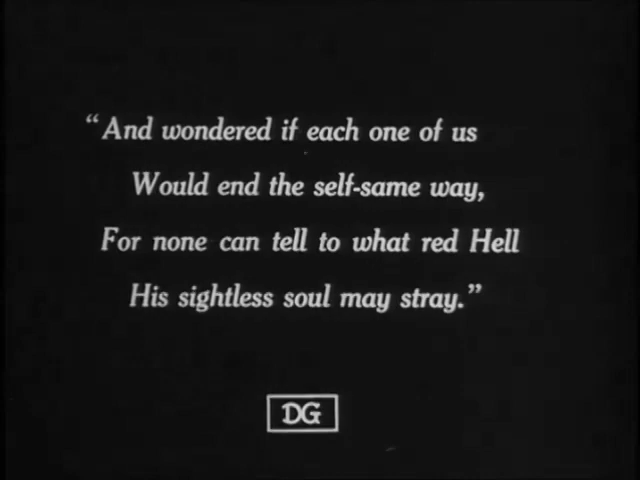 “And wondered if each one of us
Would end the self-same way,
For none can tell to what red Hell
His sightless soul may stray.”
DG